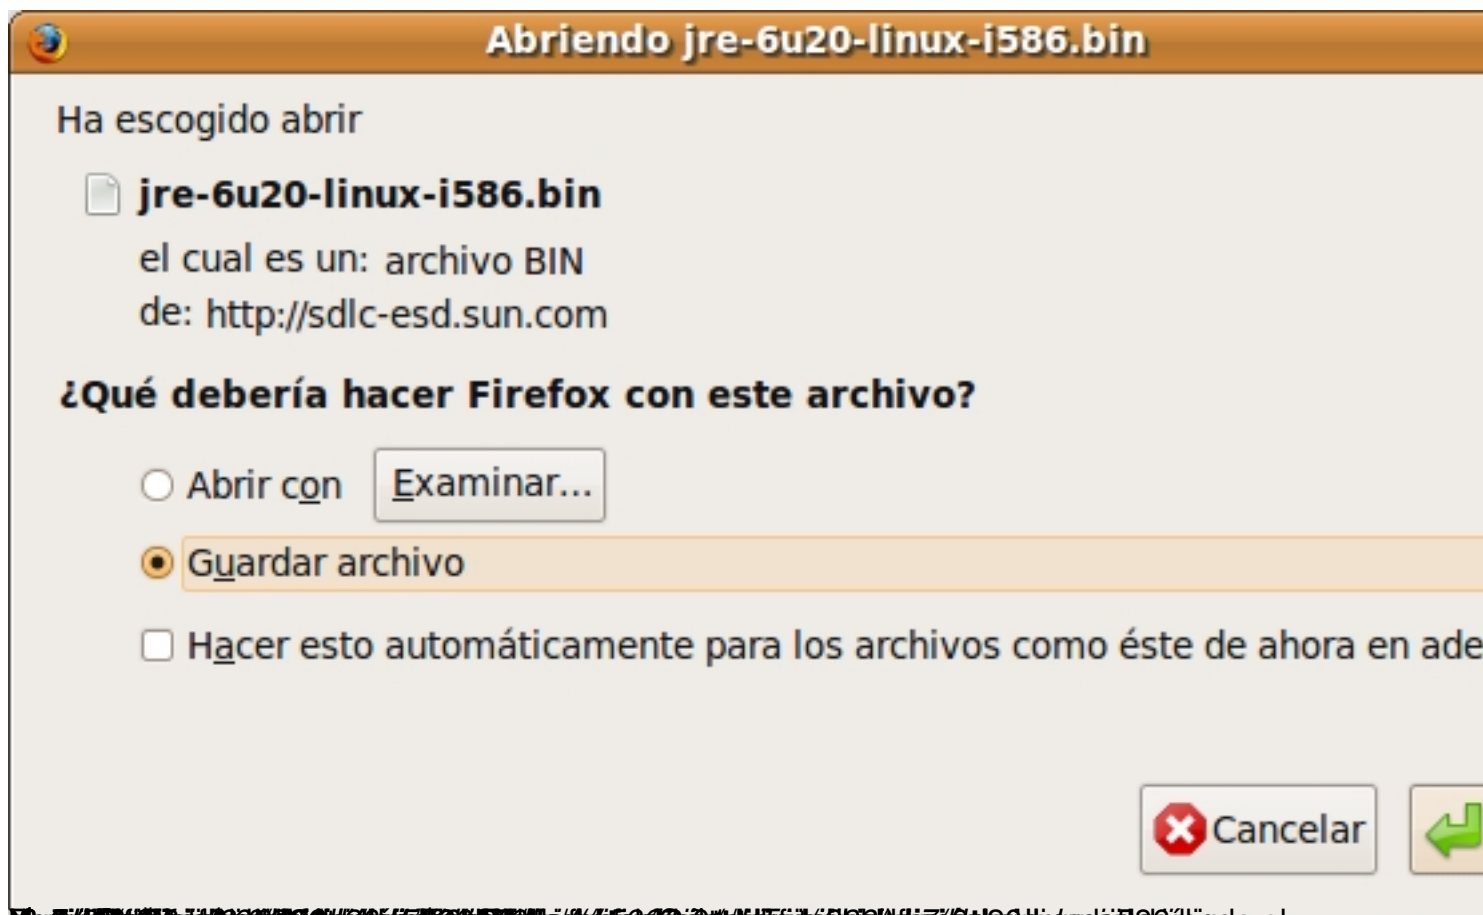 Abriendo jre-6u20-linux-i586.bin
Ha escogido abrir
jre-6u20-linux-i586.bin
el cual es un: archivo BIN
de: http://sdlc-esd.sun.com
¿Qué debería hacer Firefox con este archivo?
Abrir con Examinar...
Guardar archivo
Hacer esto automáticamente para los archivos como éste de ahora en ade
Cancelar